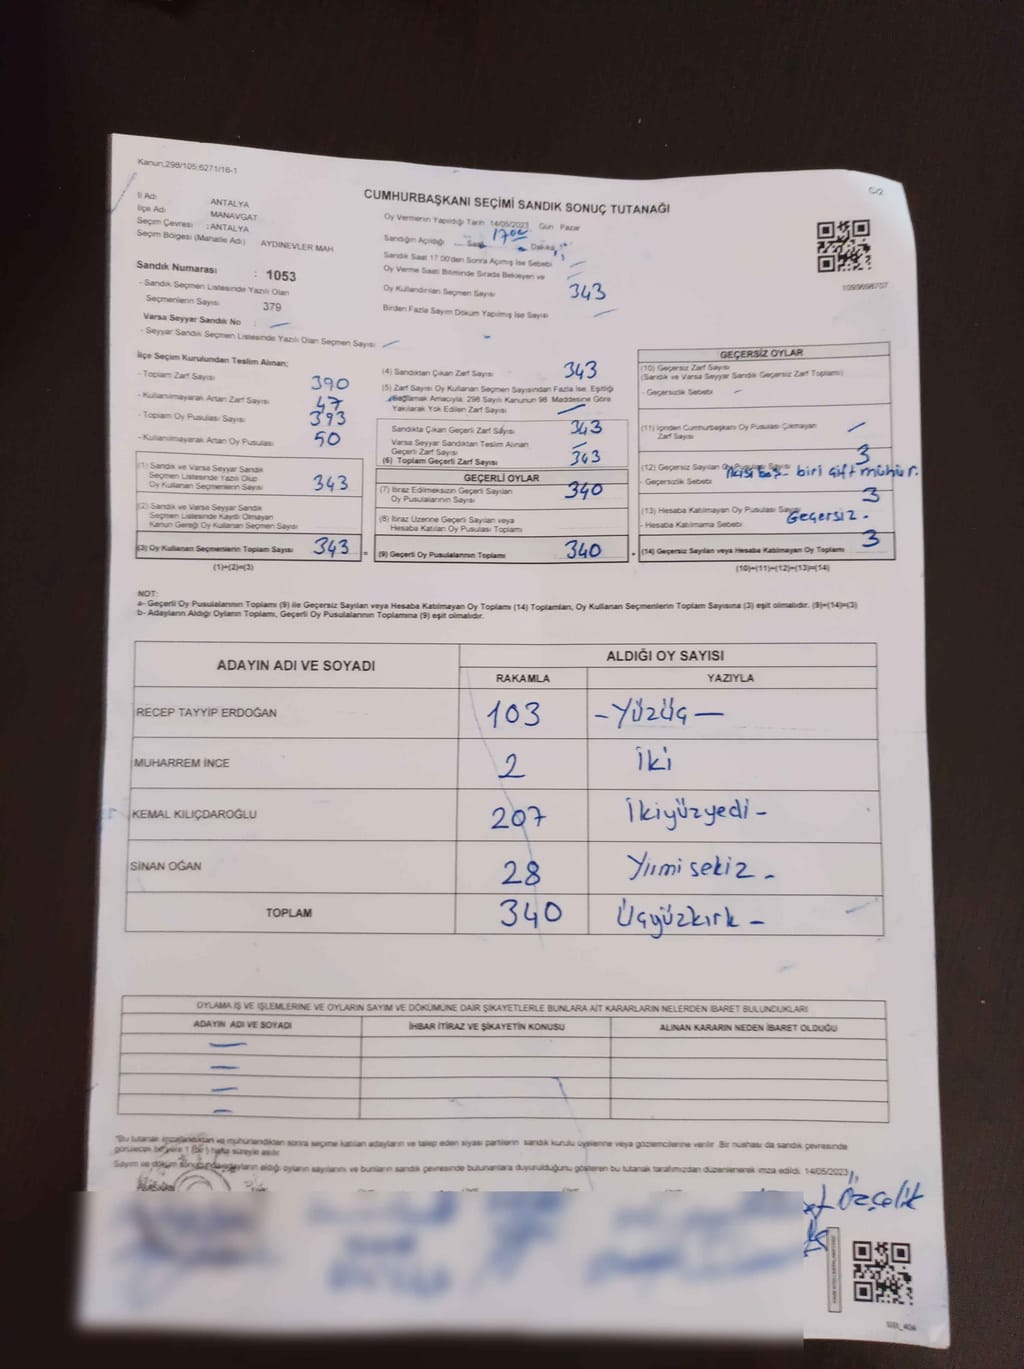 Kanun;298/105;6271/16-1
C/2
CUMHURBAŞKANI SEÇİMİ SANDIK SONUÇ TUTANAĞI
İl Adı : ANTALYA
İlçe Adı : MANAVGAT
Seçim Çevresi : ANTALYA
Seçim Bölgesi (Mahalle Adı) AYDINEVLER MAH
Sandık Numarası : 1053
- Sandık Seçmen Listesinde Yazılı Olan
Seçmenlerin Sayısı 379
Varsa Seyyar Sandık No : —
- Seyyar Sandık Seçmen Listesinde Yazılı Olan Seçmen Sayısı —
Oy Vermenin Yapıldığı Tarih 14/05/2023 Gün Pazar
Sandığın Açıldığı Saat 17 00 Dakika
Sandık Saat 17:00'den Sonra Açımış İse Sebebi —
Oy Verme Saati Bitiminde Sırada Bekleyen ve —
Oy Kullandırılan Seçmen Sayısı 343
Birden Fazla Sayım Döküm Yapılmış İse Sayısı —
1093698707
İlçe Seçim Kurulundan Teslim Alınan;
- Toplam Zarf Sayısı 390
- Kullanılmayarak Artan Zarf Sayısı 47
- Toplam Oy Pusulası Sayısı 393
- Kullanılmayarak Artan Oy Pusulası 50
(1) Sandık ve Varsa Seyyar Sandık
Seçmen Listesinde Yazılı Olup
Oy Kullanan Seçmenlerin Sayısı 343
(2) Sandık ve Varsa Seyyar Sandık
Seçmen Listesinde Kayıtlı Olmayan
Kanun Gereği Oy Kullanan Seçmen Sayısı
(3) Oy Kullanan Seçmenlerin Toplam Sayısı 343 =
(1)+(2)=(3)
(4) Sandıktan Çıkan Zarf Sayısı 343
(5) Zarf Sayısı Oy Kullanan Seçmen Sayısından Fazla İse, Eşitliği
Sağlamak Amacıyla; 298 Sayılı Kanunun 98. Maddesine Göre
Yakılarak Yok Edilen Zarf Sayısı —
Sandıkta Çıkan Geçerli Zarf Sayısı 343
Varsa Seyyar Sandıktan Teslim Alınan
Geçerli Zarf Sayısı —
(6) Toplam Geçerli Zarf Sayısı 343
GEÇERLİ OYLAR
(7) İtiraz Edilmeksizin Geçerli Sayılan
Oy Pusulalarının Sayısı 340
(8) İtiraz Üzerine Geçerli Sayılan veya
Hesaba Katılan Oy Pusulası Toplamı
(9) Geçerli Oy Pusulalarının Toplamı 340 +
GEÇERSİZ OYLAR
(10) Geçersiz Zarf Sayısı
(Sandık ve Varsa Seyyar Sandık Geçersiz Zarf Toplamı)
- Geçersizlik Sebebi —
(11) İçinden Cumhurbaşkanı Oy Pusulası Çıkmayan
Zarf Sayısı —
(12) Geçersiz Sayılan Oy Pusulası Sayısı 3
- Geçersizlik Sebebi İkisi boş - biri çift mühür.
(13) Hesaba Katılmayan Oy Pusulası Sayısı 3
- Hesaba Katılmama Sebebi Geçersiz.
(14) Geçersiz Sayılan veya Hesaba Katılmayan Oy Toplamı 3
(10)+(11)+(12)+(13)=(14)
NOT:
a- Geçerli Oy Pusulalarının Toplamı (9) ile Geçersiz Sayılan veya Hesaba Katılmayan Oy Toplamı (14) Toplamları, Oy Kullanan Seçmenlerin Toplam Sayısına (3) eşit olmalıdır. (9)+(14)=(3)
b- Adayların Aldığı Oyların Toplamı, Geçerli Oy Pusulalarının Toplamına (9) eşit olmalıdır.
ADAYIN ADI VE SOYADI
ALDIĞI OY SAYISI
RAKAMLA YAZIYLA
RECEP TAYYİP ERDOĞAN 103 - Yüzüç —
MUHARREM İNCE 2 İki
KEMAL KILIÇDAROĞLU 207 İkiyüzyedi -
SİNAN OĞAN 28 Yirmi sekiz -
TOPLAM 340 Üçyüzkırk -
OYLAMA İŞ VE İŞLEMLERİNE VE OYLARIN SAYIM VE DÖKÜMÜNE DAİR ŞİKAYETLERLE BUNLARA AİT KARARLARIN NELERDEN İBARET BULUNDUKLARI
ADAYIN ADI VE SOYADI İHBAR İTİRAZ VE ŞİKAYETİN KONUSU ALINAN KARARIN NEDEN İBARET OLDUĞU
—
—
—
—
"Bu tutanak imzalandıktan ve mühürlendikten sonra seçime katılan adayların ve talep eden siyasi partilerin sandık kurulu üyelerine veya gözlemcilerine verilir. Bir nüshası da sandık çevresinde
görülecek bir yere 1 (bir) hafta süreyle asılır.
Sayım ve döküm sonucunda adayların aldığı oyların sayılarını ve bunların sandık çevresinde bulunanlara duyurulduğunu gösteren bu tutanak tarafımızdan düzenlenerek imza edildi. 14/05/2023
Özçelik